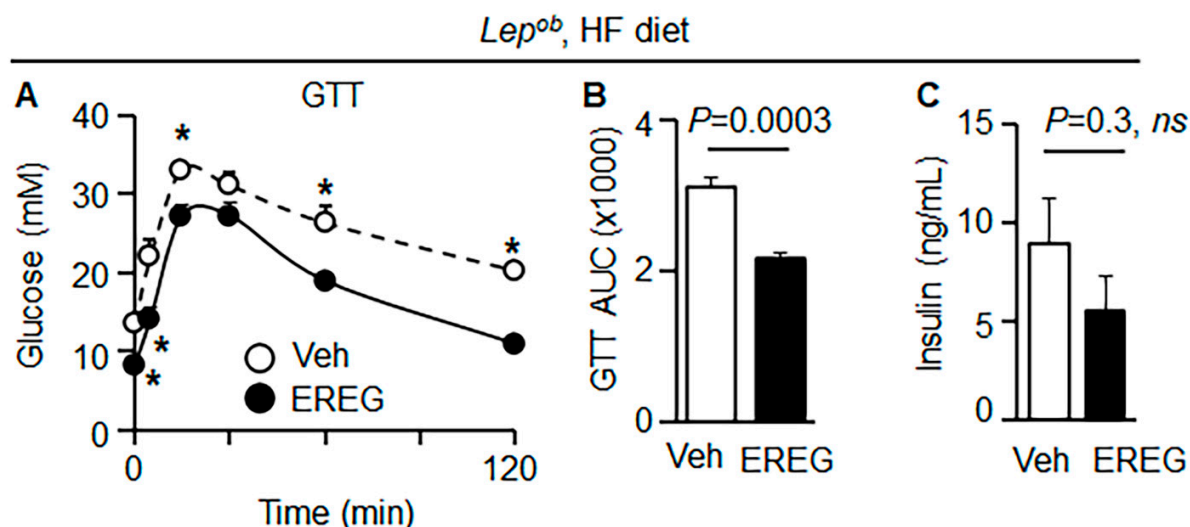 Lepᵒᵇ, HF diet
A
GTT
Glucose (mM)
40
30
20
10
0
*
*
*
*
*
Veh
EREG
0
120
Time (min)
B
P=0.0003
GTT AUC (x1000)
4
2
0
Veh
EREG
C
P=0.3, ns
Insulin (ng/mL)
15
10
5
0
Veh
EREG